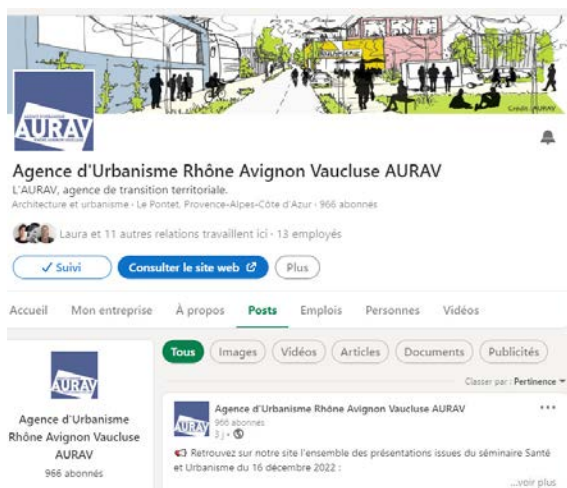 BOULANGERIE
Crédit : AURAV
AURAV
Agence d'Urbanisme Rhône Avignon Vaucluse AURAV
L'AURAV, agence de transition territoriale.
Architecture et urbanisme · Le Pontet, Provence-Alpes-Côte d'Azur · 966 abonnés
Laura et 11 autres relations travaillent ici · 13 employés
✓ Suivi
Consulter le site web
Plus
Accueil Mon entreprise À propos Posts Emplois Personnes Vidéos
Tous Images Vidéos Articles Documents Publicités
Classer par : Pertinence
AURAV
Agence d'Urbanisme
Rhône Avignon Vaucluse
AURAV
966 abonnés
AURAV
Agence d'Urbanisme Rhône Avignon Vaucluse AURAV
966 abonnés
3 j •
Retrouvez sur notre site l'ensemble des présentations issues du séminaire Santé
et Urbanisme du 16 décembre 2022 :
...voir plus